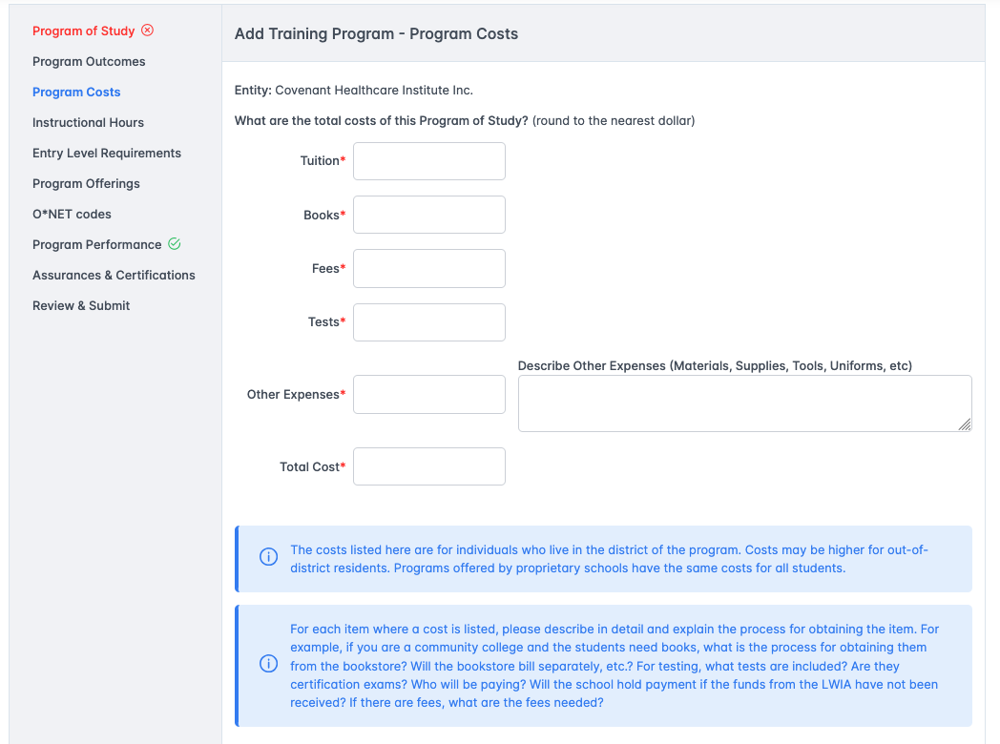 Program of Study
Program Outcomes
Program Costs
Instructional Hours
Entry Level Requirements
Program Offerings
O*NET codes
Program Performance
Assurances & Certifications
Review & Submit
Add Training Program - Program Costs
Entity: Covenant Healthcare Institute Inc.
What are the total costs of this Program of Study? (round to the nearest dollar)
Tuition*
Books*
Fees*
Tests*
Describe Other Expenses (Materials, Supplies, Tools, Uniforms, etc)
Other Expenses*
Total Cost*
The costs listed here are for individuals who live in the district of the program. Costs may be higher for out-of-
district residents. Programs offered by proprietary schools have the same costs for all students.
For each item where a cost is listed, please describe in detail and explain the process for obtaining the item. For
example, if you are a community college and the students need books, what is the process for obtaining them
from the bookstore? Will the bookstore bill separately, etc.? For testing, what tests are included? Are they
certification exams? Who will be paying? Will the school hold payment if the funds from the LWIA have not been
received? If there are fees, what are the fees needed?